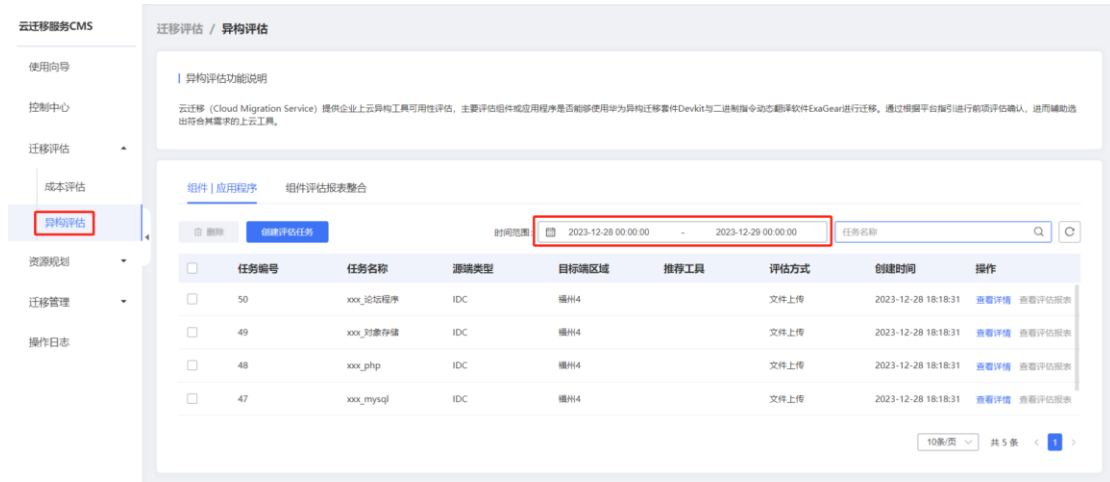 云迁移服务CMS
使用向导
控制中心
迁移评估
成本评估
异构评估
资源规划
迁移管理
操作日志
迁移评估 / 异构评估
异构评估功能说明
云迁移（Cloud Migration Service）提供企业上云异构工具可用性评估，主要评估组件或应用程序是否能够使用华为异构迁移套件Devkit与二进制指令动态翻译软件ExaGear进行迁移。通过根据平台指引进行前项评估确认，进而辅助选
出符合其需求的上云工具。
组件 | 应用程序 组件评估报表整合
删除 创建评估任务 时间范围: 2023-12-28 00:00:00 - 2023-12-29 00:00:00 任务名称
任务编号 任务名称 源端类型 目标端区域 推荐工具 评估方式 创建时间 操作
50 xxx_论坛程序 IDC 福州4 文件上传 2023-12-28 18:18:31 查看详情 查看评估报表
49 xxx_对象存储 IDC 福州4 文件上传 2023-12-28 18:18:31 查看详情 查看评估报表
48 xxx_php IDC 福州4 文件上传 2023-12-28 18:18:31 查看详情 查看评估报表
47 xxx_mysql IDC 福州4 文件上传 2023-12-28 18:18:31 查看详情 查看评估报表
10条/页 共 5 条 < 1 >